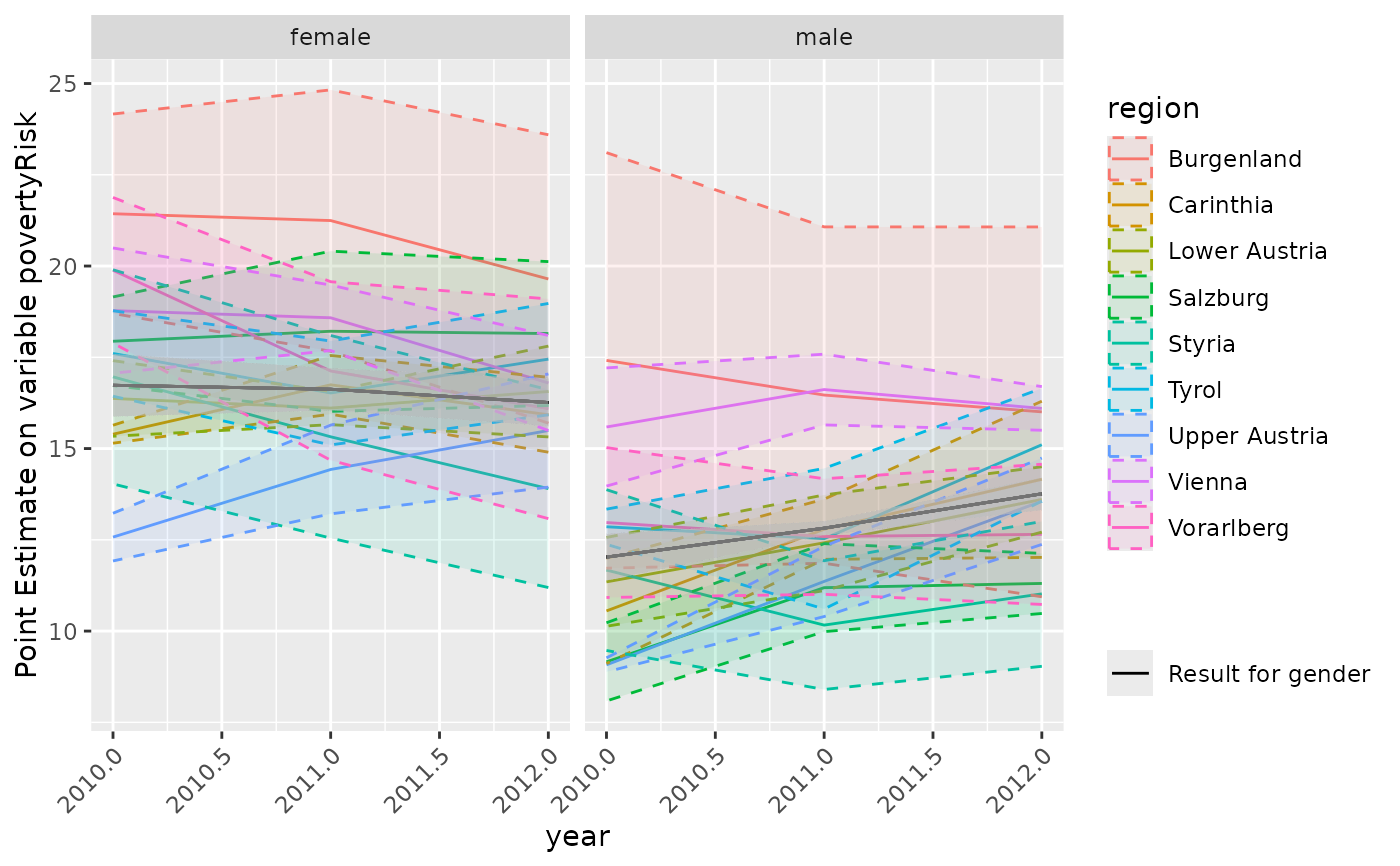 female
male
Point Estimate on variable povertyRisk
25
20
15
10
2010.0
2010.5
2011.0
2011.5
2012.0
2010.0
2010.5
2011.0
2011.5
2012.0
year
region
Burgenland
Carinthia
Lower Austria
Salzburg
Styria
Tyrol
Upper Austria
Vienna
Vorarlberg
Result for gender